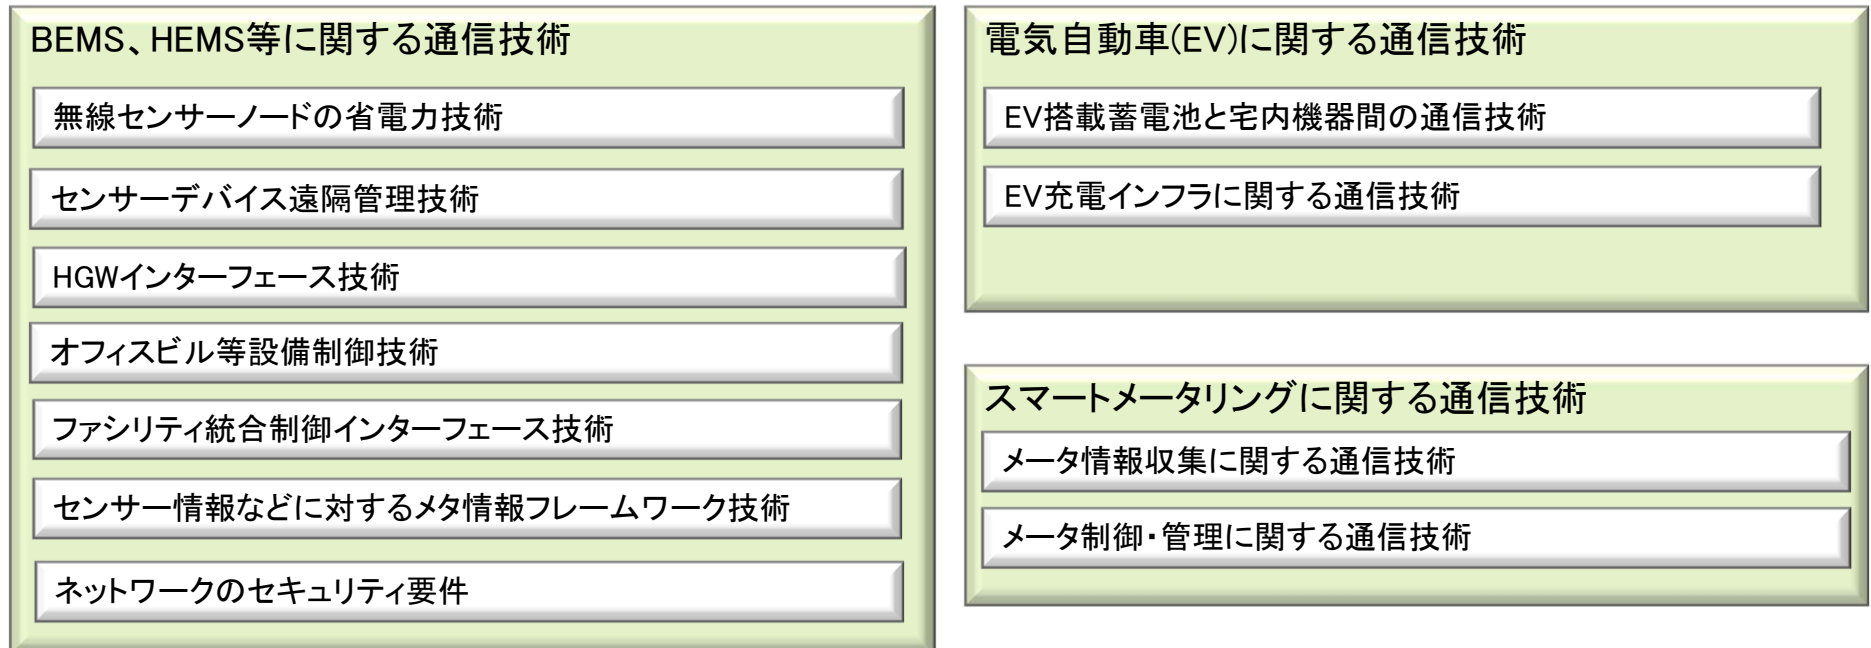 BEMS、HEMS等に関する通信技術
無線センサーノードの省電力技術
センサーデバイス遠隔管理技術
HGWインターフェース技術
オフィスビル等設備制御技術
ファシリティ統合制御インターフェース技術
センサー情報などに対するメタ情報フレームワーク技術
ネットワークのセキュリティ要件
電気自動車(EV)に関する通信技術
EV搭載蓄電池と宅内機器間の通信技術
EV充電インフラに関する通信技術
スマートメータリングに関する通信技術
メータ情報収集に関する通信技術
メータ制御・管理に関する通信技術